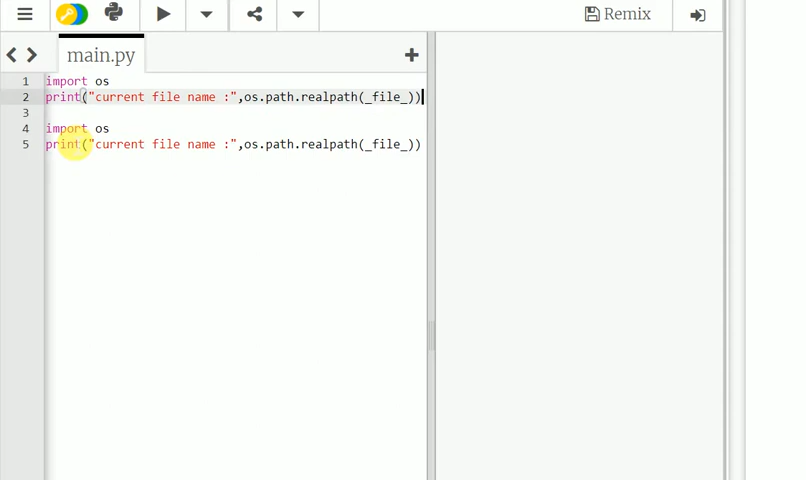 Remix
main.py
1 import os
2 print("current file name :",os.path.realpath(_file_))
3
4 import os
5 print("current file name :",os.path.realpath(_file_))